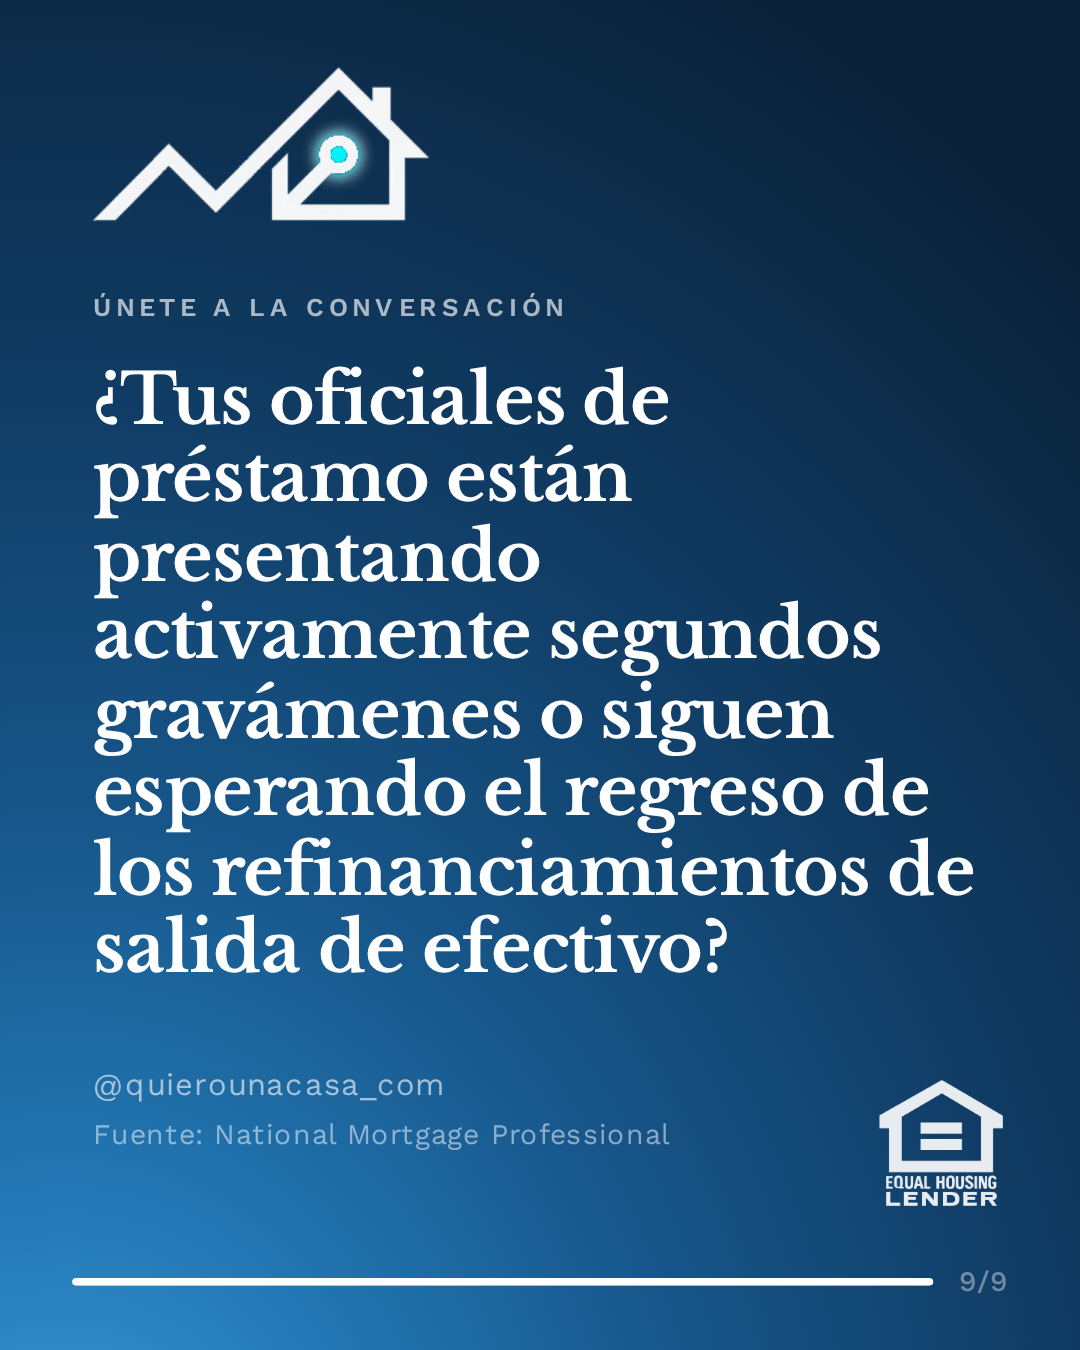 ÚNETE A LA CONVERSACIÓN
¿Tus oficiales de
préstamo están
presentando
activamente segundos
gravámenes o siguen
esperando el regreso de
los refinanciamientos de
salida de efectivo?
@quierounacasa_com
Fuente: National Mortgage Professional
EQUAL HOUSING
LENDER
9/9